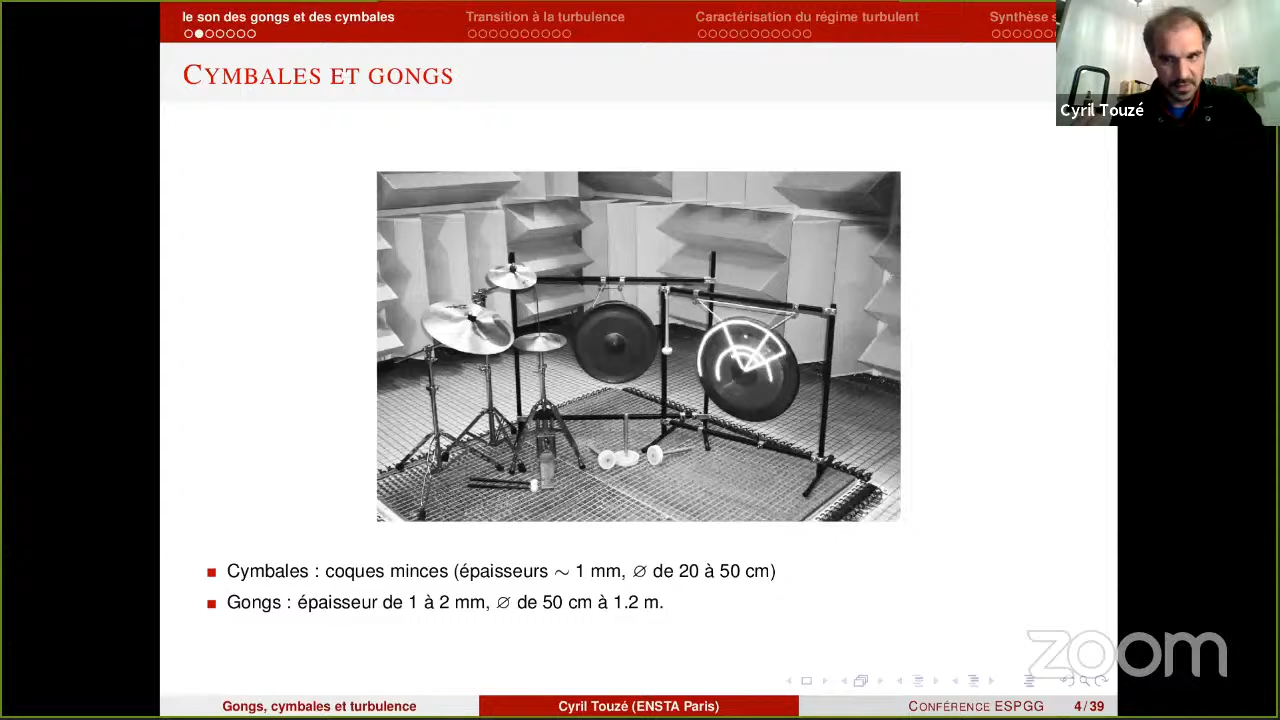 le son des gongs et des cymbales
Transition à la turbulence
Caractérisation du régime turbulent
Synthèse
CYMBALES ET GONGS
Cyril Touzé
Cymbales : coques minces (épaisseurs ∼ 1 mm, ∅ de 20 à 50 cm)
Gongs : épaisseur de 1 à 2 mm, ∅ de 50 cm à 1.2 m.
zoom
Gongs, cymbales et turbulence
Cyril Touzé (ENSTA Paris)
CONFÉRENCE ESPGG
4 / 39